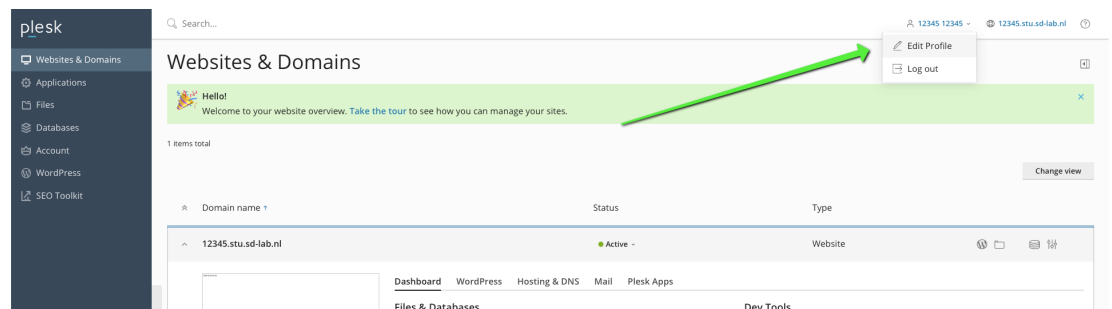 plesk
Search...
12345 12345
12345.stu.sd-lab.nl
Edit Profile
Log out
Websites & Domains
Applications
Files
Databases
Account
WordPress
SEO Toolkit
Websites & Domains
Hello!
Welcome to your website overview. Take the tour to see how you can manage your sites.
1 items total
Change view
Domain name ↑ Status Type
12345.stu.sd-lab.nl Active Website
Dashboard WordPress Hosting & DNS Mail Plesk Apps
Files & Databases Dev Tools